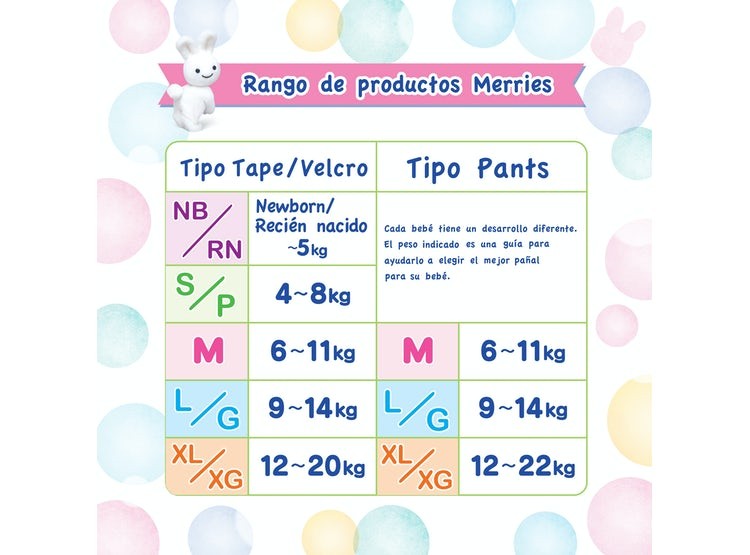 Rango de productos Merries
Tipo Tape/Velcro
Tipo Pants
NB/RN
Newborn/
Recién nacido
~5kg
Cada bebé tiene un desarrollo diferente.
El peso indicado es una guía para
ayudarlo a elegir el mejor pañal
para su bebé.
S/P
4~8kg
M
6~11kg
M
6~11kg
L/G
9~14kg
L/G
9~14kg
XL/XG
12~20kg
XL/XG
12~22kg